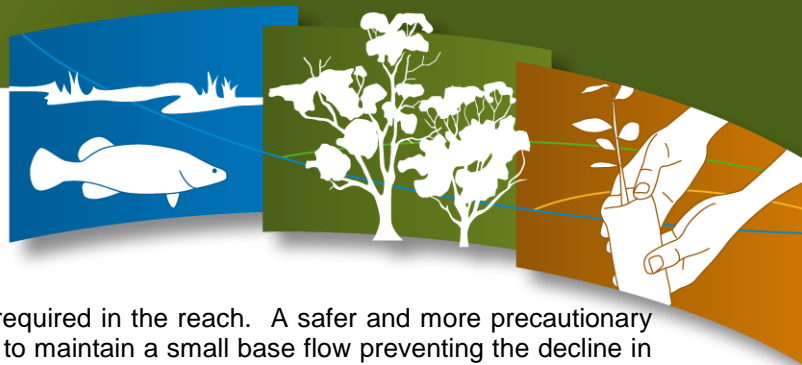 required in the reach. A safer and more precautionary
to maintain a small base flow preventing the decline in